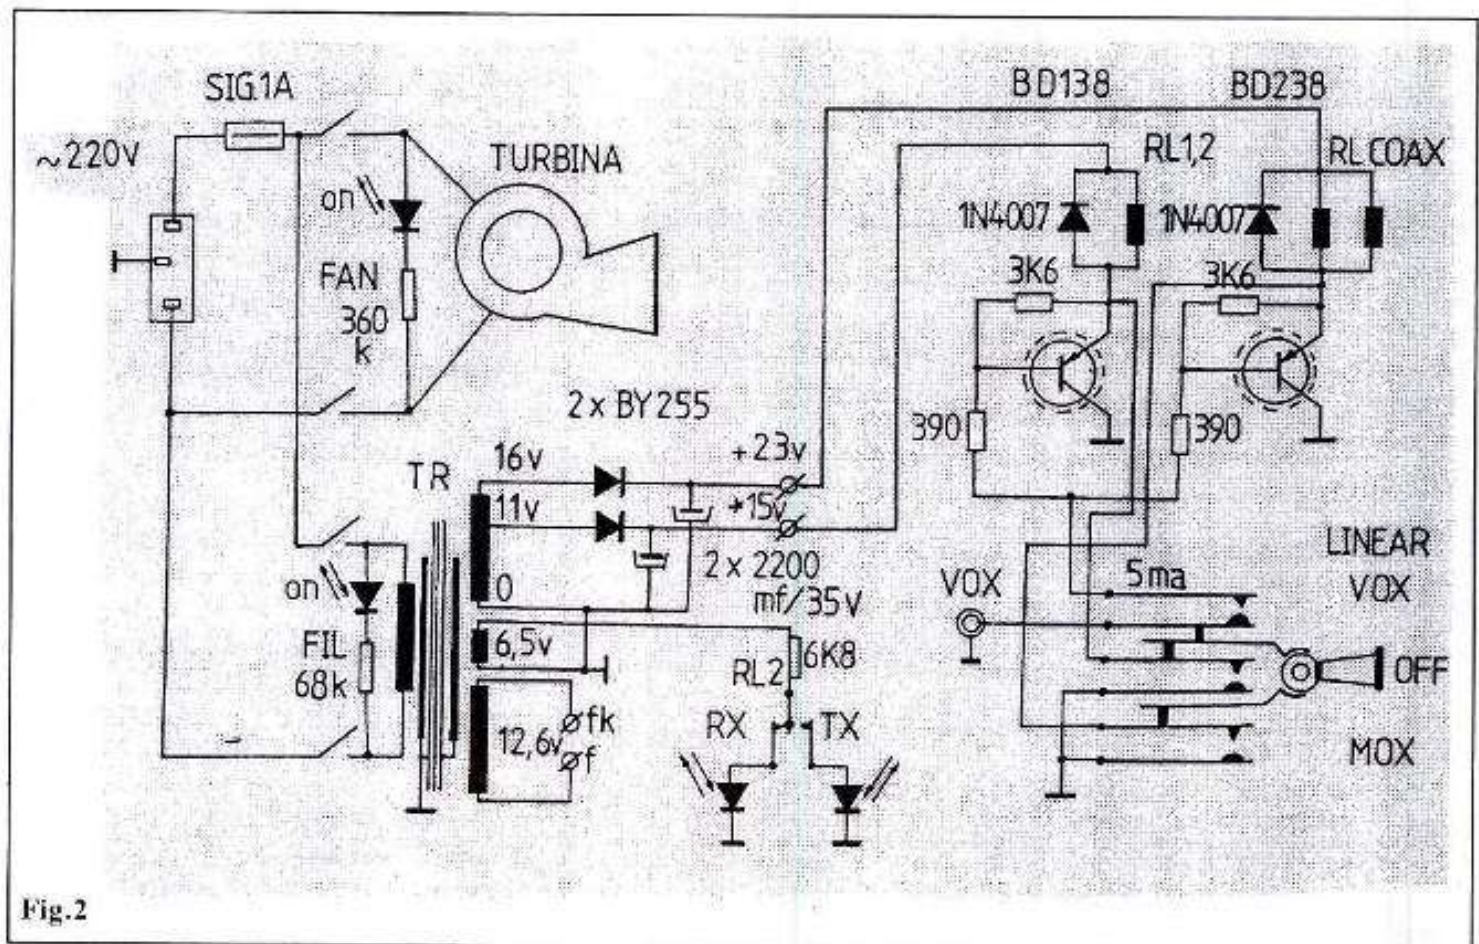 SIG.1A
~220V
on
FAN
360
k
TURBINA
BD138
BD238
RL1,2
RL COAX
1N4007
1N4007
3K6
3K6
390
390
2 x BY255
TR
16v
11v
0
+23v
+15v
2 x 2200
mf/35v
on
FIL
68k
6,5v
12,6v
fk
f
RL2
6K8
RX
TX
VOX
5ma
LINEAR
VOX
OFF
MOX
Fig.2